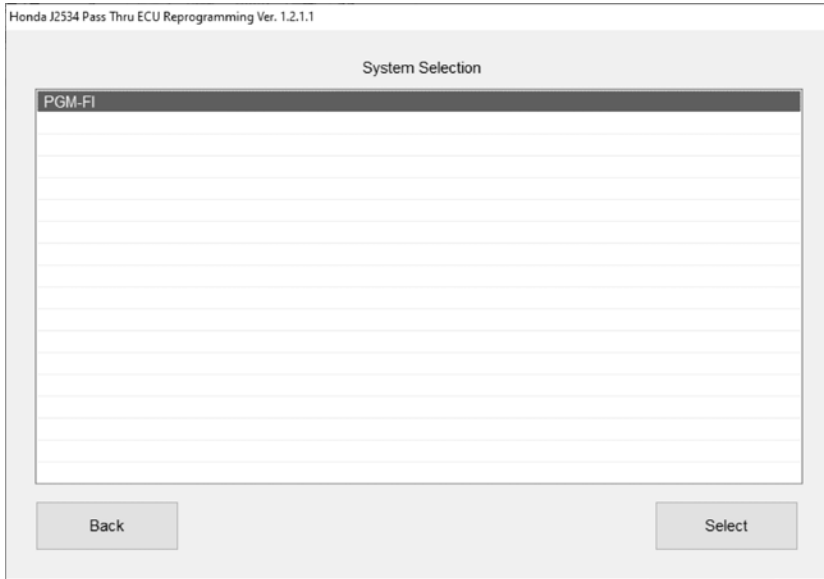 Honda J2534 Pass Thru ECU Reprogramming Ver. 1.2.1.1
System Selection
PGM-FI
Back
Select